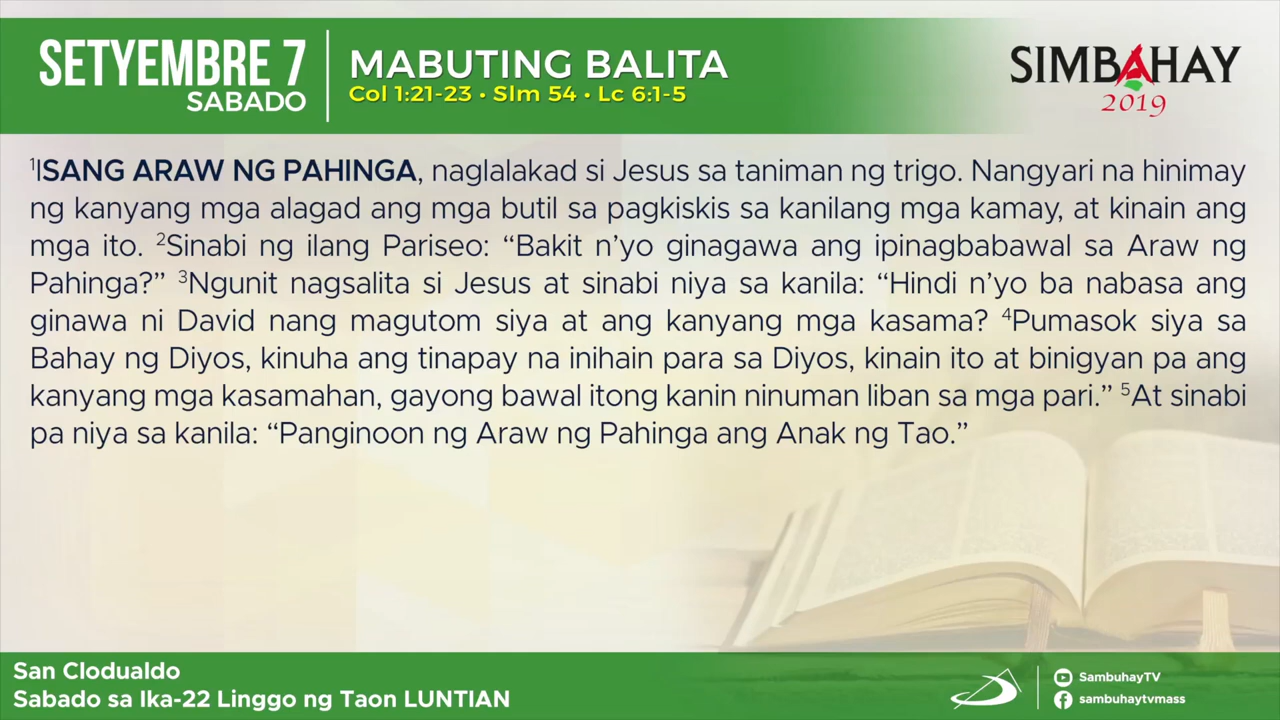 SETYEMBRE 7
SABADO
MABUTING BALITA
Col 1:21-23 • Slm 54 • Lc 6:1-5
SIMBAHAY
2019
¹ISANG ARAW NG PAHINGA, naglalakad si Jesus sa taniman ng trigo. Nangyari na hinimay
ng kanyang mga alagad ang mga butil sa pagkiskis sa kanilang mga kamay, at kinain ang
mga ito. ²Sinabi ng ilang Pariseo: “Bakit n’yo ginagawa ang ipinagbabawal sa Araw ng
Pahinga?” ³Ngunit nagsalita si Jesus at sinabi niya sa kanila: “Hindi n’yo ba nabasa ang
ginawa ni David nang magutom siya at ang kanyang mga kasama? ⁴Pumasok siya sa
Bahay ng Diyos, kinuha ang tinapay na inihain para sa Diyos, kinain ito at binigyan pa ang
kanyang mga kasamahan, gayong bawal itong kanin ninuman liban sa mga pari.” ⁵At sinabi
pa niya sa kanila: “Panginoon ng Araw ng Pahinga ang Anak ng Tao.”
San Clodualdo
Sabado sa Ika-22 Linggo ng Taon LUNTIAN
SambuhayTV
sambuhaytvmass